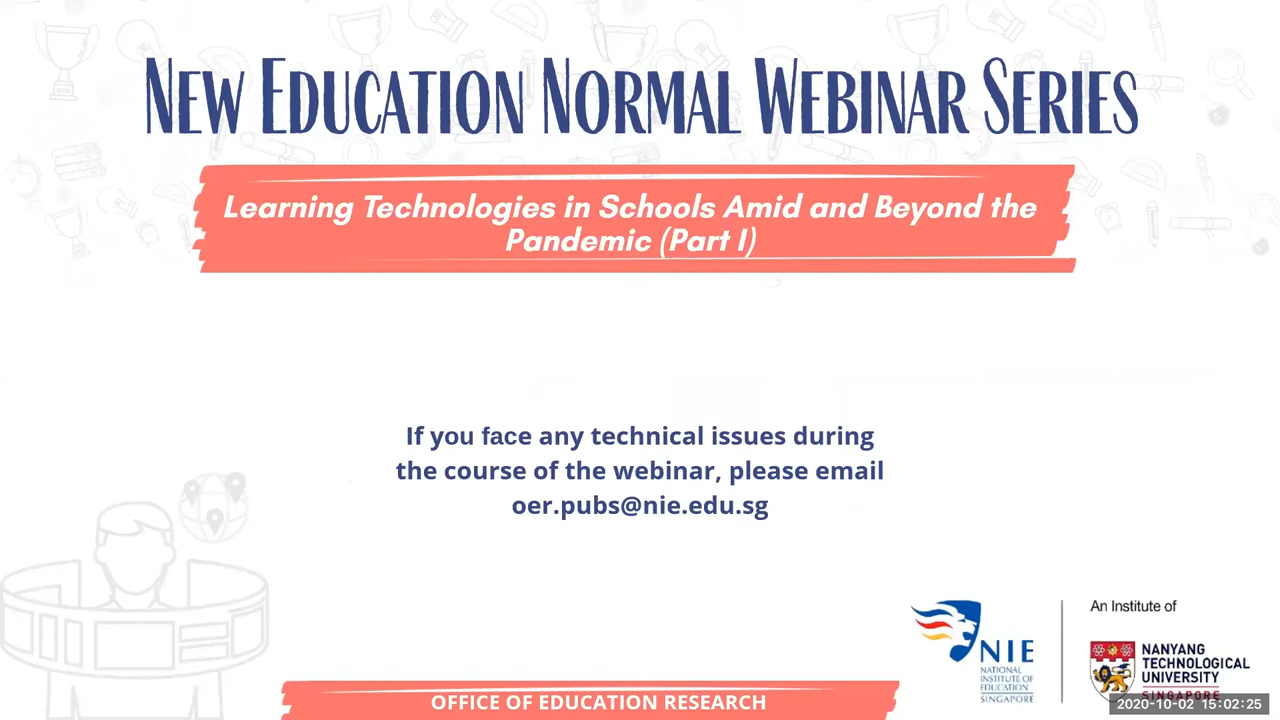 NEW EDUCATION NORMAL WEBINAR SERIES
Learning Technologies in Schools Amid and Beyond the
Pandemic (Part I)
If you face any technical issues during
the course of the webinar, please email
oer.pubs@nie.edu.sg
An Institute of
NIE
NATIONAL
INSTITUTE OF
EDUCATION
SINGAPORE
NANYANG
TECHNOLOGICAL
UNIVERSITY
SINGAPORE
OFFICE OF EDUCATION RESEARCH
2020-10-02 15:02:25